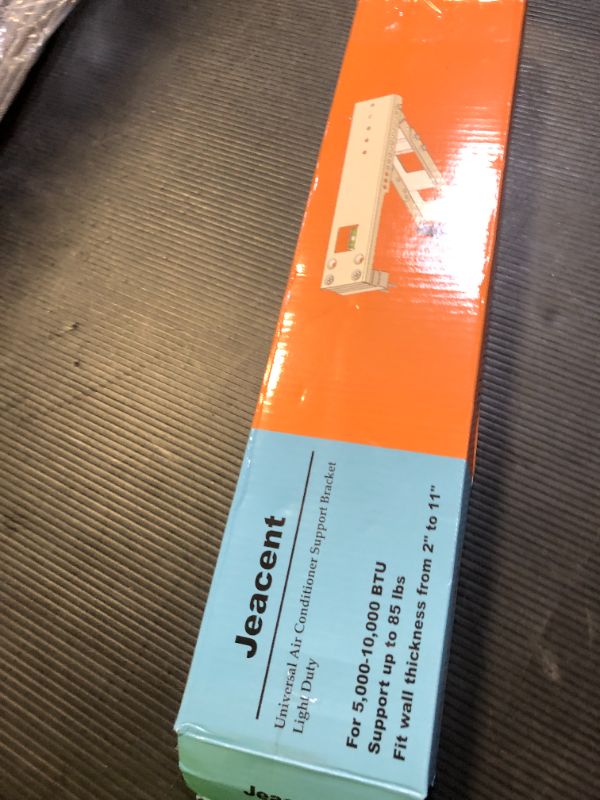 Jeacent
Universal Air Conditioner Support Bracket
Light Duty
For 5,000-10,000 BTU
Support up to 85 lbs
Fit wall thickness from 2" to 11"